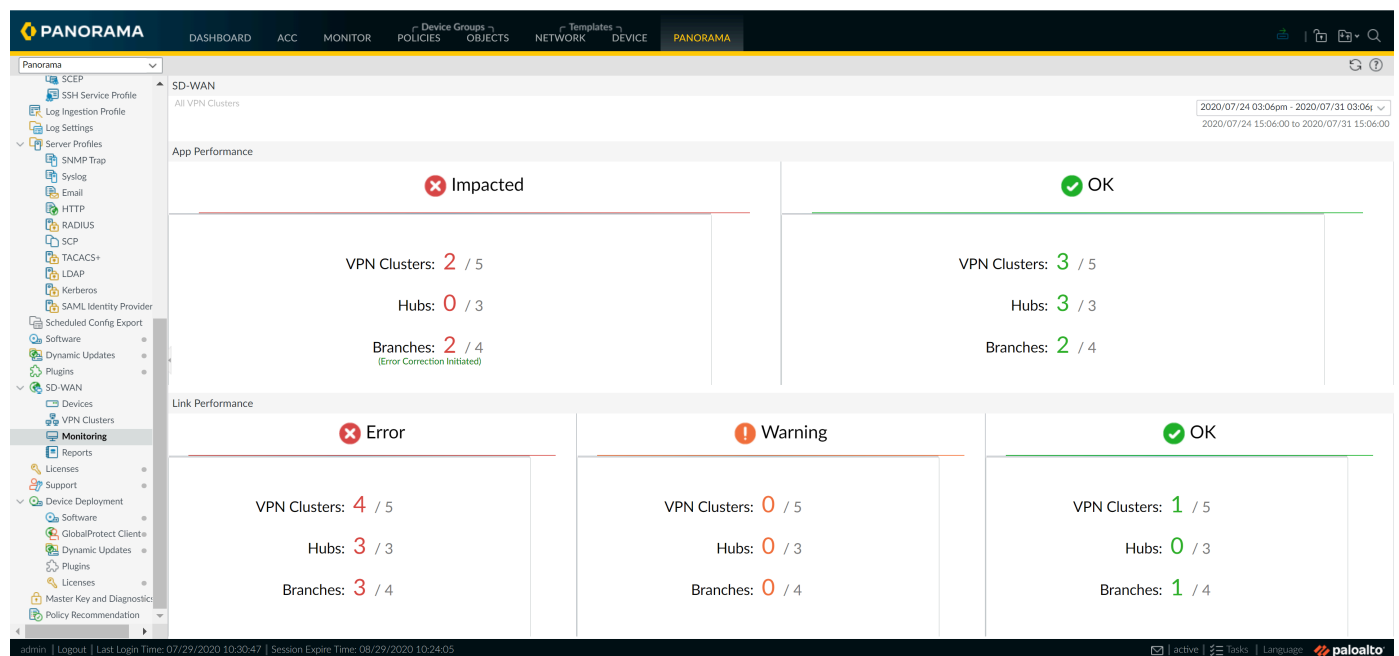 PANORAMA
Device Groups
Templates
DASHBOARD ACC MONITOR POLICIES OBJECTS NETWORK DEVICE PANORAMA
Panorama
SCEP
SSH Service Profile
Log Ingestion Profile
Log Settings
Server Profiles
SNMP Trap
Syslog
Email
HTTP
RADIUS
SCP
TACACS+
LDAP
Kerberos
SAML Identity Provider
Scheduled Config Export
Software
Dynamic Updates
Plugins
SD-WAN
Devices
VPN Clusters
Monitoring
Reports
Licenses
Support
Device Deployment
Software
GlobalProtect Client
Dynamic Updates
Plugins
Licenses
Master Key and Diagnostics
Policy Recommendation
SD-WAN
All VPN Clusters
2020/07/24 03:06pm - 2020/07/31 03:06p
2020/07/24 15:06:00 to 2020/07/31 15:06:00
App Performance
Impacted
VPN Clusters: 2 / 5
Hubs: 0 / 3
Branches: 2 / 4
(Error Correction Initiated)
OK
VPN Clusters: 3 / 5
Hubs: 3 / 3
Branches: 2 / 4
Link Performance
Error
VPN Clusters: 4 / 5
Hubs: 3 / 3
Branches: 3 / 4
Warning
VPN Clusters: 0 / 5
Hubs: 0 / 3
Branches: 0 / 4
OK
VPN Clusters: 1 / 5
Hubs: 0 / 3
Branches: 1 / 4
admin | Logout | Last Login Time: 07/29/2020 10:30:47 | Session Expire Time: 08/29/2020 10:24:05
active | Tasks | Language paloalto